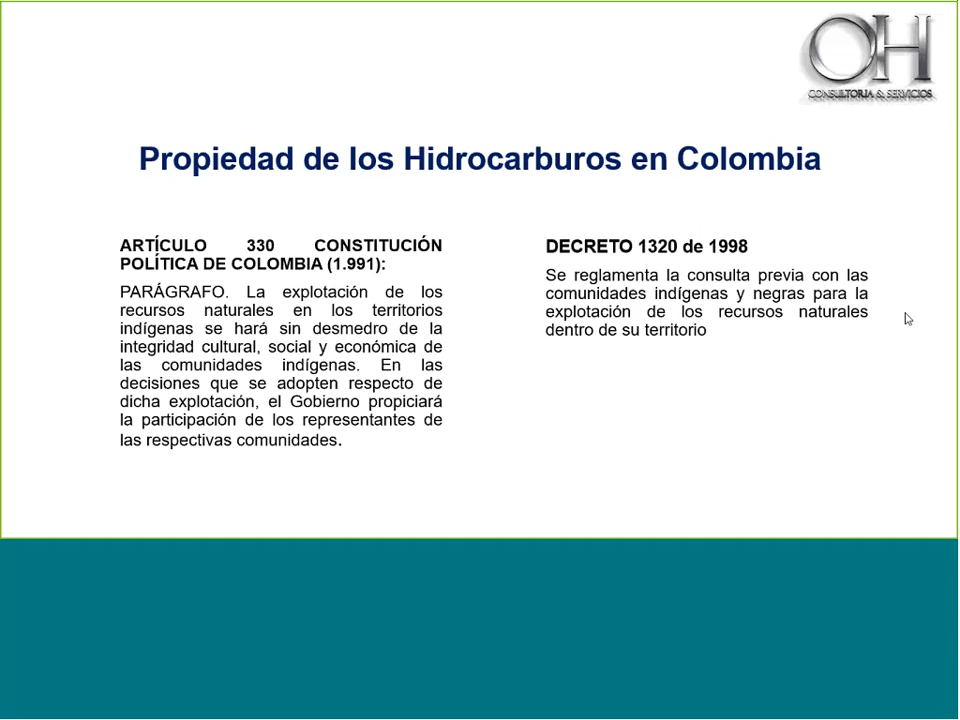 OH
CONSULTORIA & SERVICIOS
Propiedad de los Hidrocarburos en Colombia
ARTÍCULO 330 CONSTITUCIÓN
POLÍTICA DE COLOMBIA (1.991):
PARÁGRAFO. La explotación de los
recursos naturales en los territorios
indígenas se hará sin desmedro de la
integridad cultural, social y económica de
las comunidades indígenas. En las
decisiones que se adopten respecto de
dicha explotación, el Gobierno propiciará
la participación de los representantes de
las respectivas comunidades.
DECRETO 1320 de 1998
Se reglamenta la consulta previa con las
comunidades indígenas y negras para la
explotación de los recursos naturales
dentro de su territorio